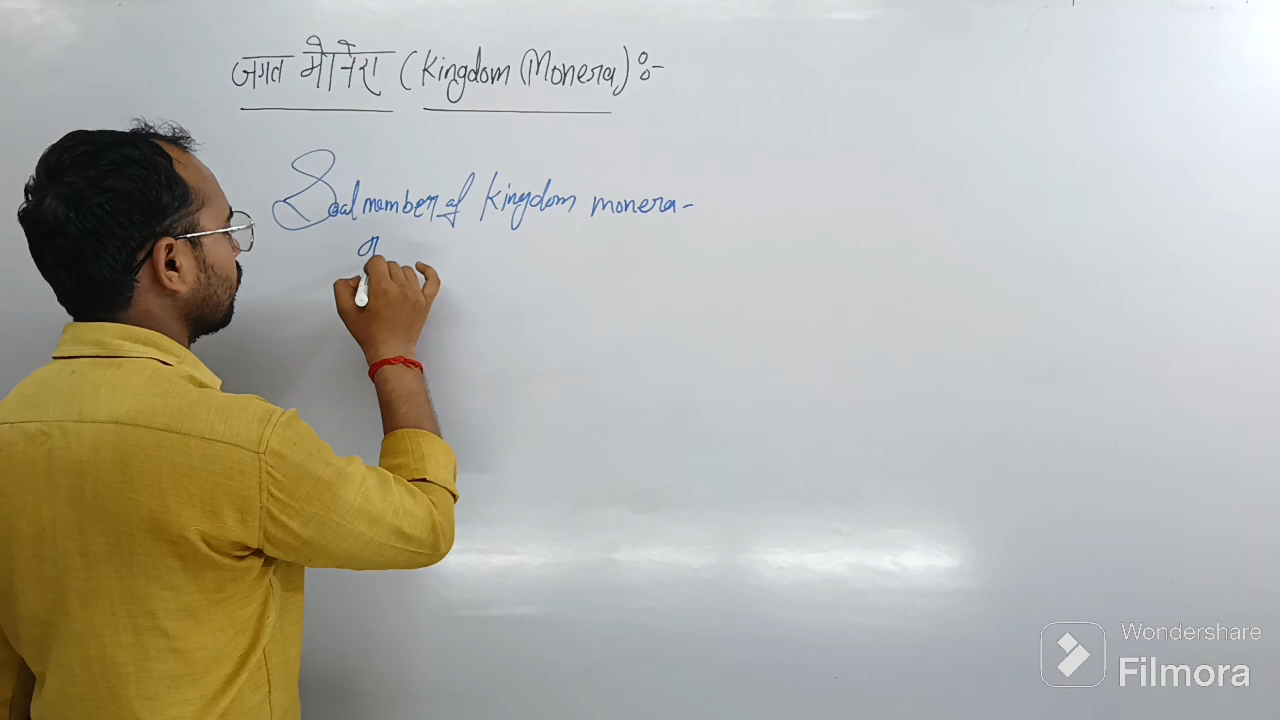 जगत मोनेरा (Kingdom Monera) :-
Soal member of Kingdom monera -
Wondershare
Filmora